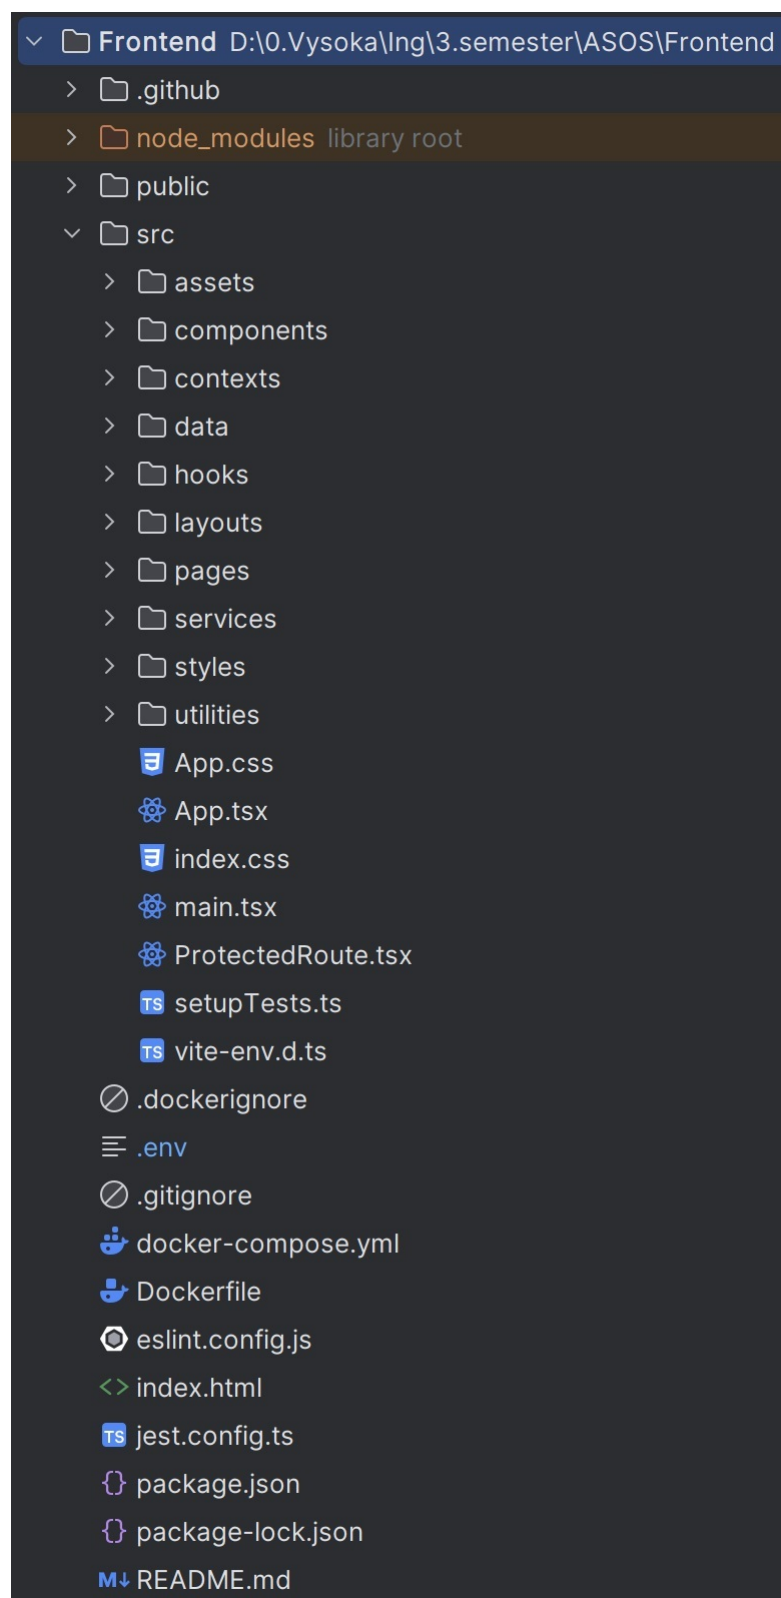 Frontend D:\0.Vysoka\Ing\3.semester\ASOS\Frontend
.github
node_modules library root
public
src
assets
components
contexts
data
hooks
layouts
pages
services
styles
utilities
App.css
App.tsx
index.css
main.tsx
ProtectedRoute.tsx
TS setupTests.ts
TS vite-env.d.ts
.dockerignore
.env
.gitignore
docker-compose.yml
Dockerfile
eslint.config.js
<> index.html
TS jest.config.ts
{} package.json
{} package-lock.json
M↓ README.md